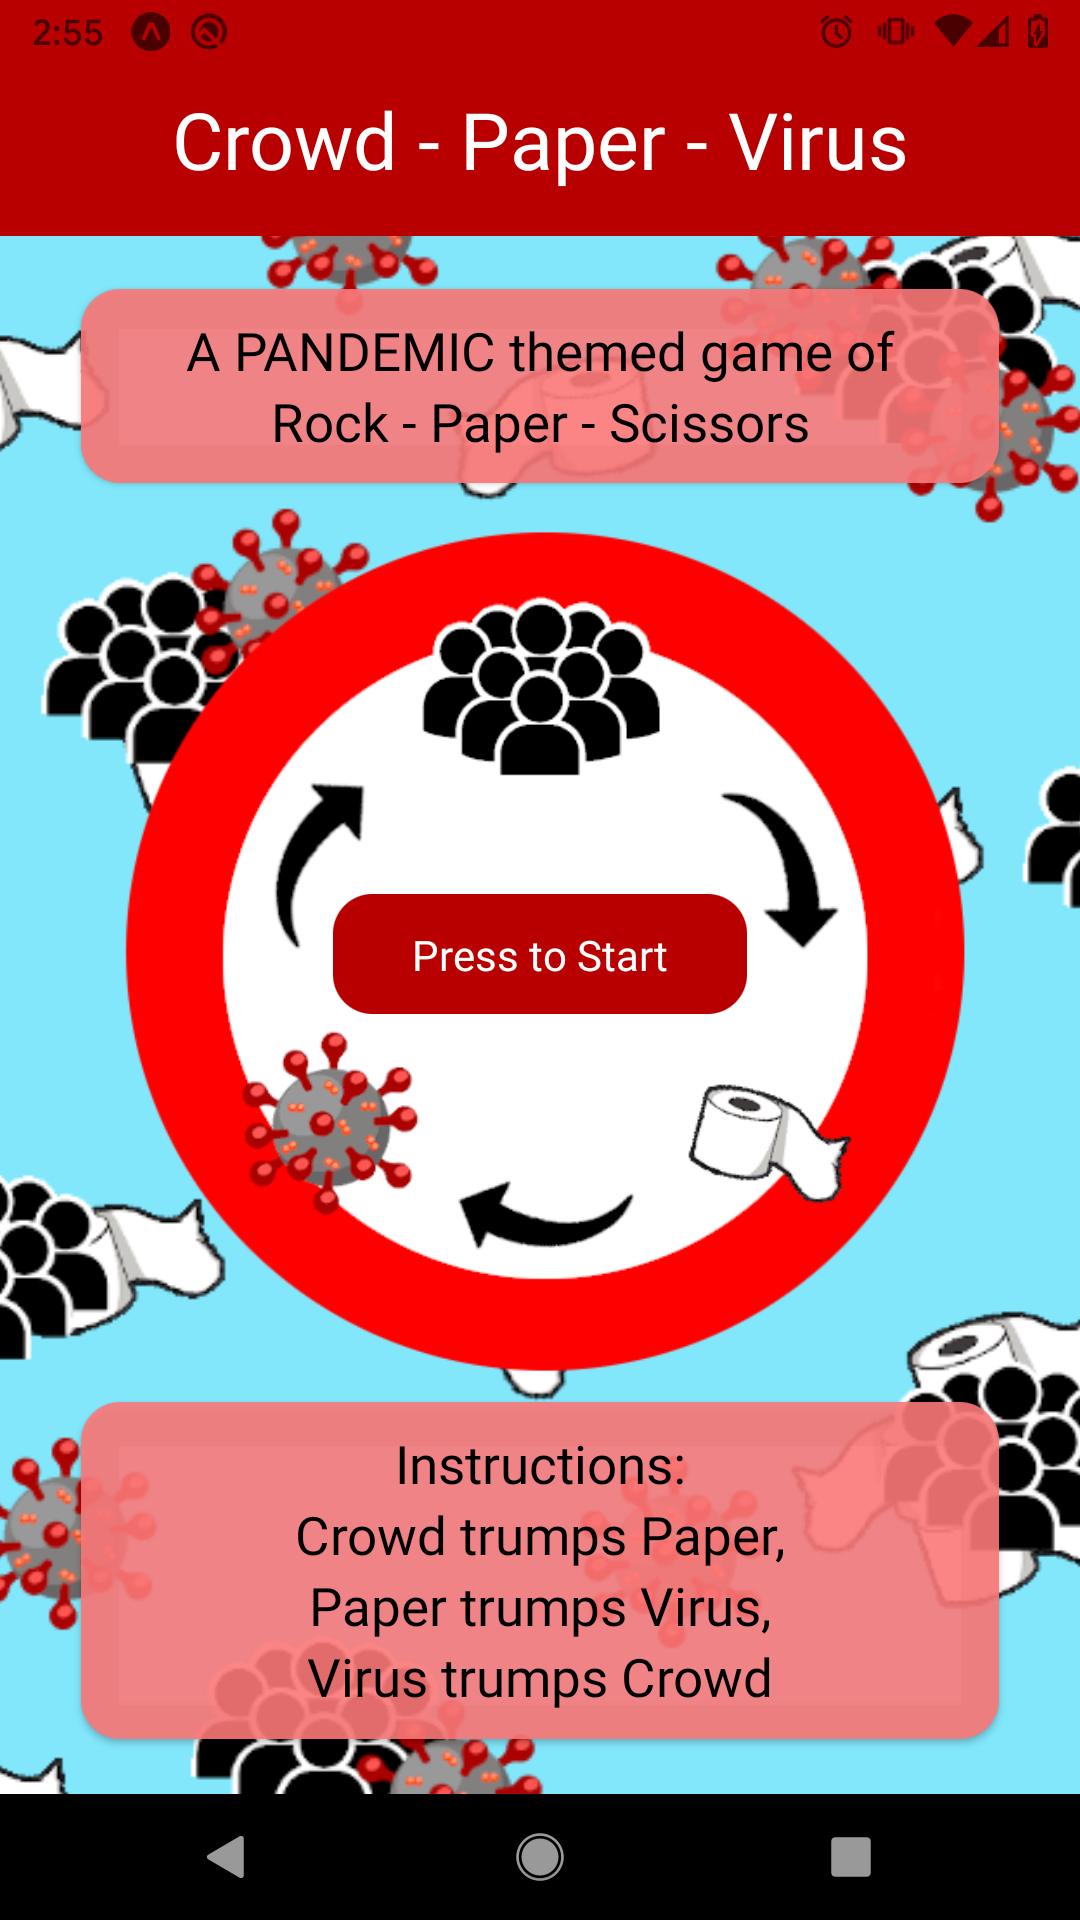 2:55
Crowd - Paper - Virus
A PANDEMIC themed game of
Rock - Paper - Scissors
Press to Start
Instructions:
Crowd trumps Paper,
Paper trumps Virus,
Virus trumps Crowd